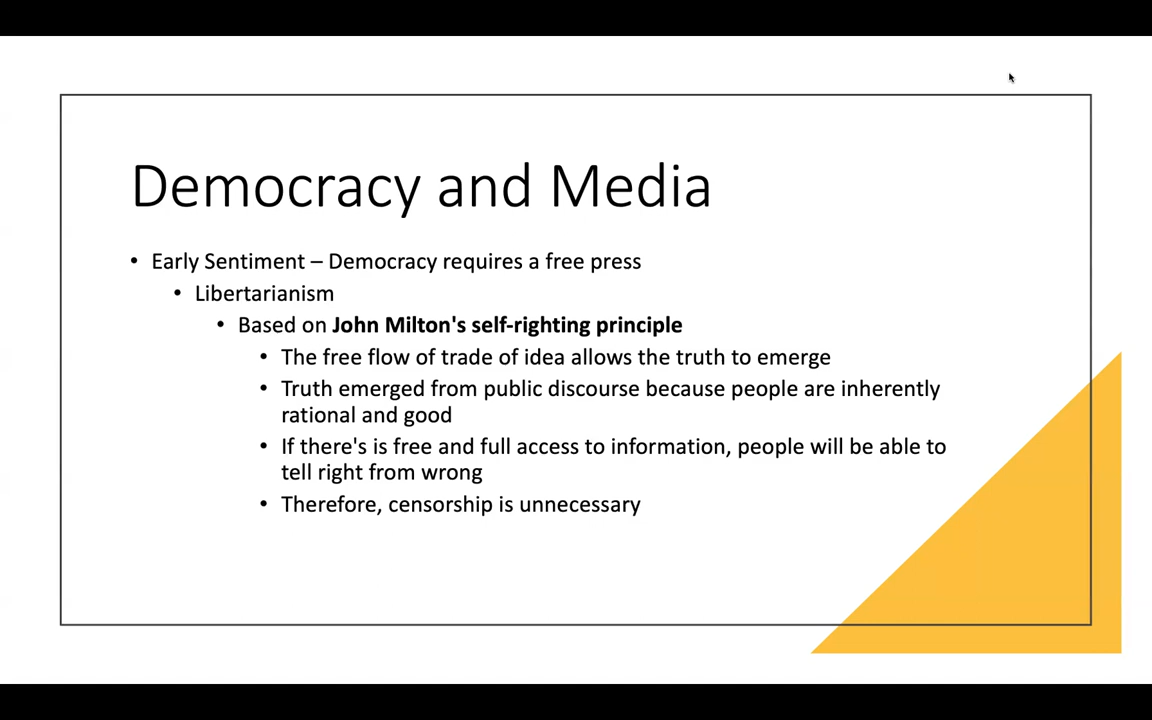 Democracy and Media
• Early Sentiment – Democracy requires a free press
• Libertarianism
• Based on John Milton's self-righting principle
• The free flow of trade of idea allows the truth to emerge
• Truth emerged from public discourse because people are inherently
rational and good
• If there's is free and full access to information, people will be able to
tell right from wrong
• Therefore, censorship is unnecessary